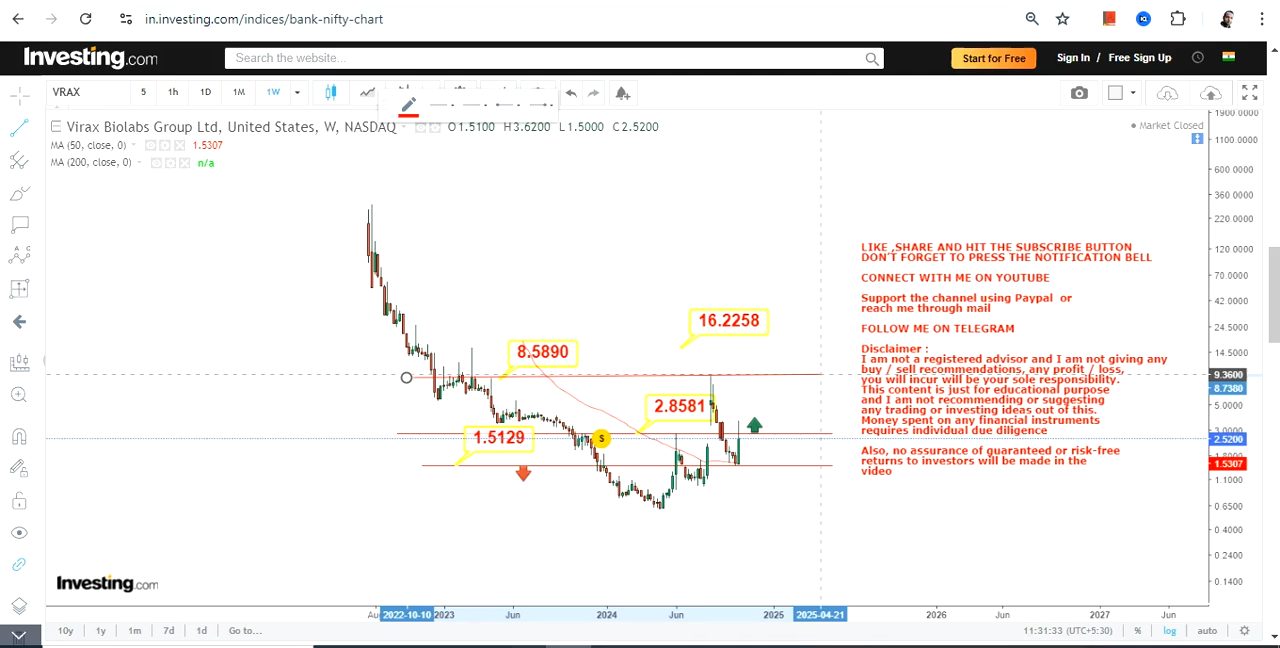 in.investing.com/indices/bank-nifty-chart
Investing.com
Search the website...
Start for Free
Sign In / Free Sign Up
VRAX 5 1h 1D 1M 1W
Virax Biolabs Group Ltd, United States, W, NASDAQ O1.5100 H3.6200 L1.5000 C2.5200
Market Closed
MA (50, close, 0) 1.5307
MA (200, close, 0) n/a
1900.0000
1100.0000
600.0000
360.0000
220.0000
120.0000
70.0000
42.0000
24.5000
14.5000
9.3600
8.7380
5.0000
3.0000
2.5200
1.5307
1.1000
0.6500
0.4000
0.2400
0.1400
16.2258
8.5890
2.8581
1.5129
$
LIKE ,SHARE AND HIT THE SUBSCRIBE BUTTON
DON'T FORGET TO PRESS THE NOTIFICATION BELL
CONNECT WITH ME ON YOUTUBE
Support the channel using Paypal or
reach me through mail
FOLLOW ME ON TELEGRAM
Disclaimer :
I am not a registered advisor and I am not giving any
buy / sell recommendations, any profit / loss,
you will incur will be your sole responsibility.
This content is just for educational purpose
and I am not recommending or suggesting
any trading or investing ideas out of this.
Money spent on any financial instruments
requires individual due diligence
Also, no assurance of guaranteed or risk-free
returns to investors will be made in the
video
Investing.com
2022-10-10 2023 Jun 2024 Jun 2025 2025-04-21 2026 Jun 2027 Jun
10y 1y 1m 7d 1d Go to... 11:31:33 (UTC+5:30) % log auto